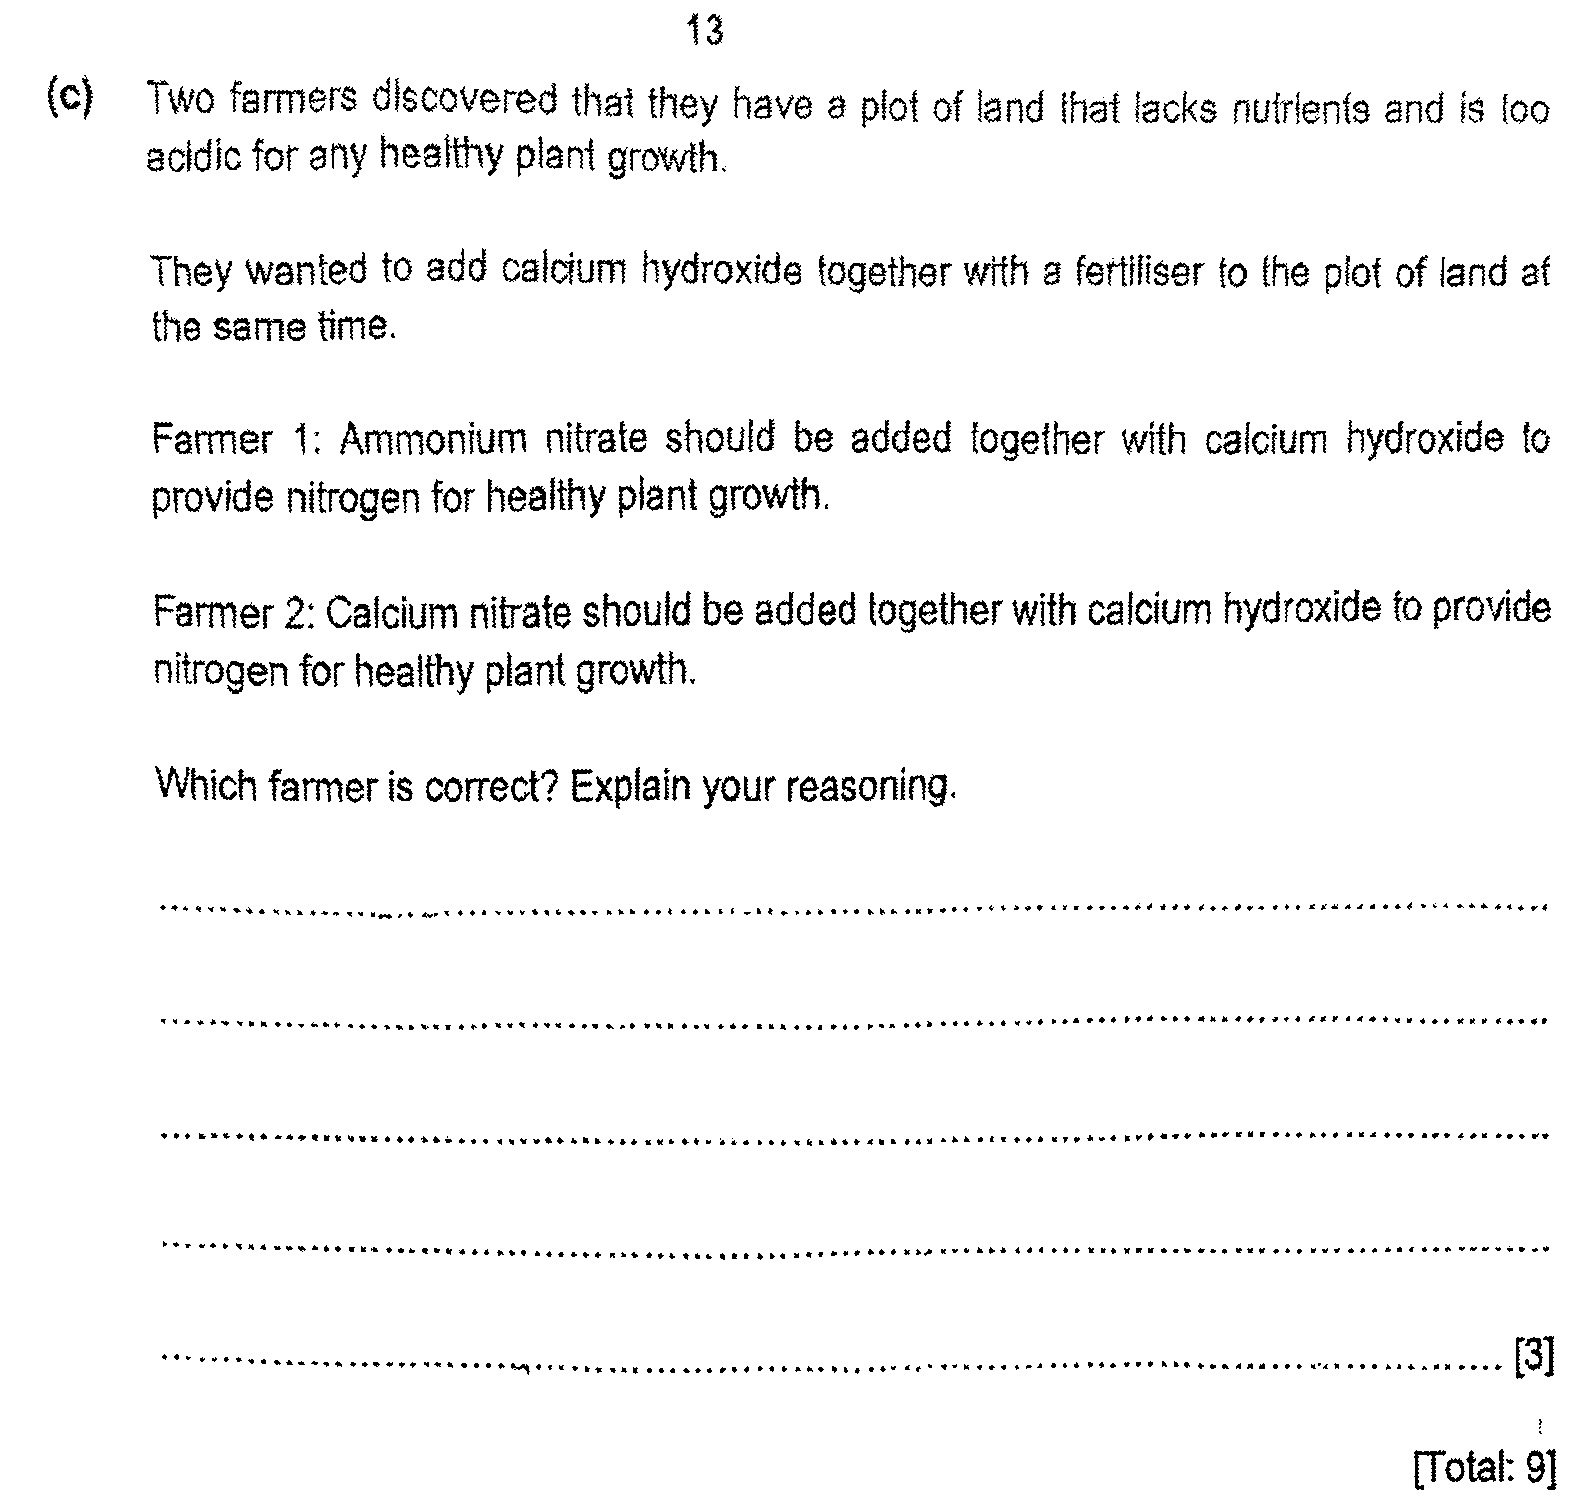 13
(c) Two farmers discovered that they have a plot of land that lacks nutrients and is too
acidic for any healthy plant growth.
They wanted to add calcium hydroxide together with a fertiliser to the plot of land at
the same time.
Farmer 1: Ammonium nitrate should be added together with calcium hydroxide to
provide nitrogen for healthy plant growth.
Farmer 2: Calcium nitrate should be added together with calcium hydroxide to provide
nitrogen for healthy plant growth.
Which farmer is correct? Explain your reasoning.
[3]
[Total: 9]